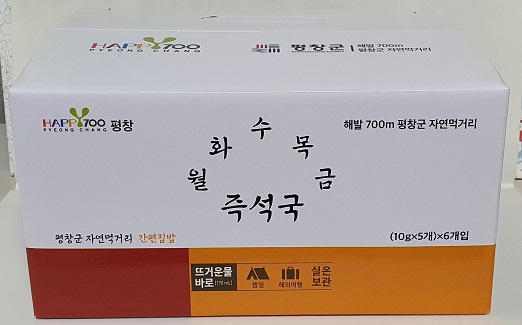 HAPPY700
PYEONG CHANG
평창군
해발 700m
평창군 자연먹거리
HAPPY700
PYEONG CHANG
평창
해발 700m 평창군 자연먹거리
월 화 수 목 금
즉석국
평창군 자연먹거리 간편집밥
(10g×5개)×6개입
뜨거운물
바로(170mL)
캠핑
해외여행
실온
보관